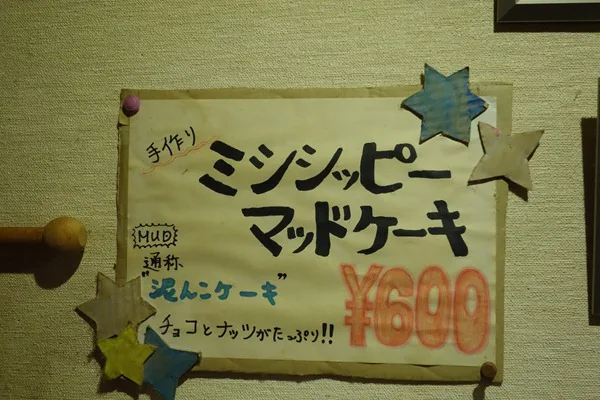 手作り
ミシシッピー
マッドケーキ
MUD
通称
"泥んこケーキ"
チョコとナッツがたっぷり!!
¥600